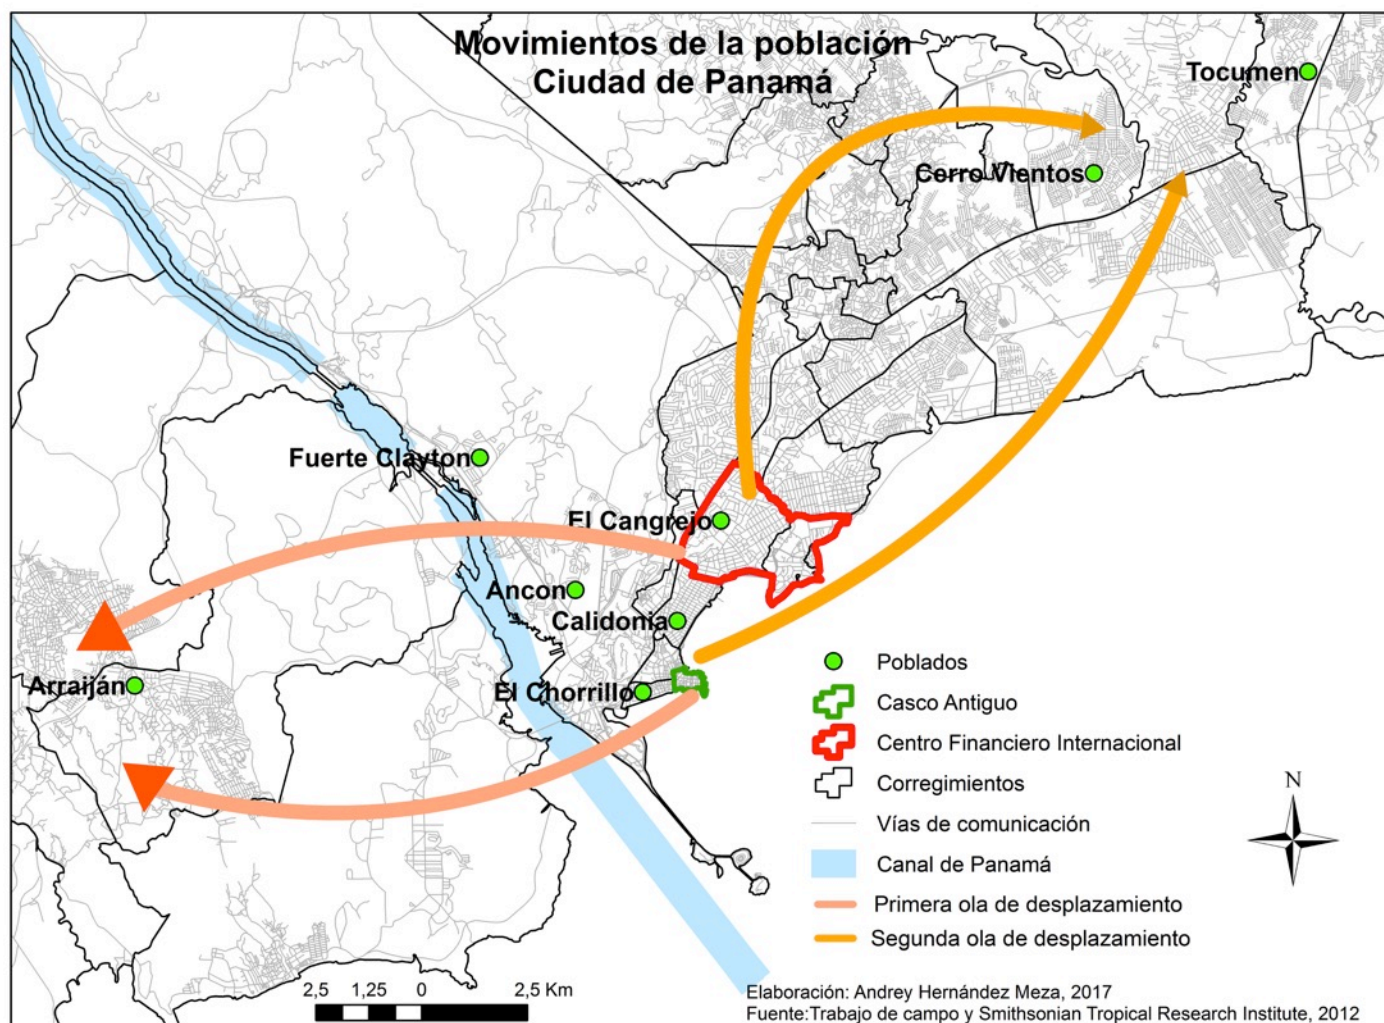 Movimientos de la población
Ciudad de Panamá
Tocumen
Cerro Vientos
Fuerte Clayton
El Cangrejo
Ancon
Calidonia
Arraiján
El Chorrillo
Poblados
Casco Antiguo
Centro Financiero Internacional
Corregimientos
N
Vías de comunicación
Canal de Panamá
Primera ola de desplazamiento
Segunda ola de desplazamiento
2,5 1,25 0 2,5 Km
Elaboración: Andrey Hernández Meza, 2017
Fuente:Trabajo de campo y Smithsonian Tropical Research Institute, 2012